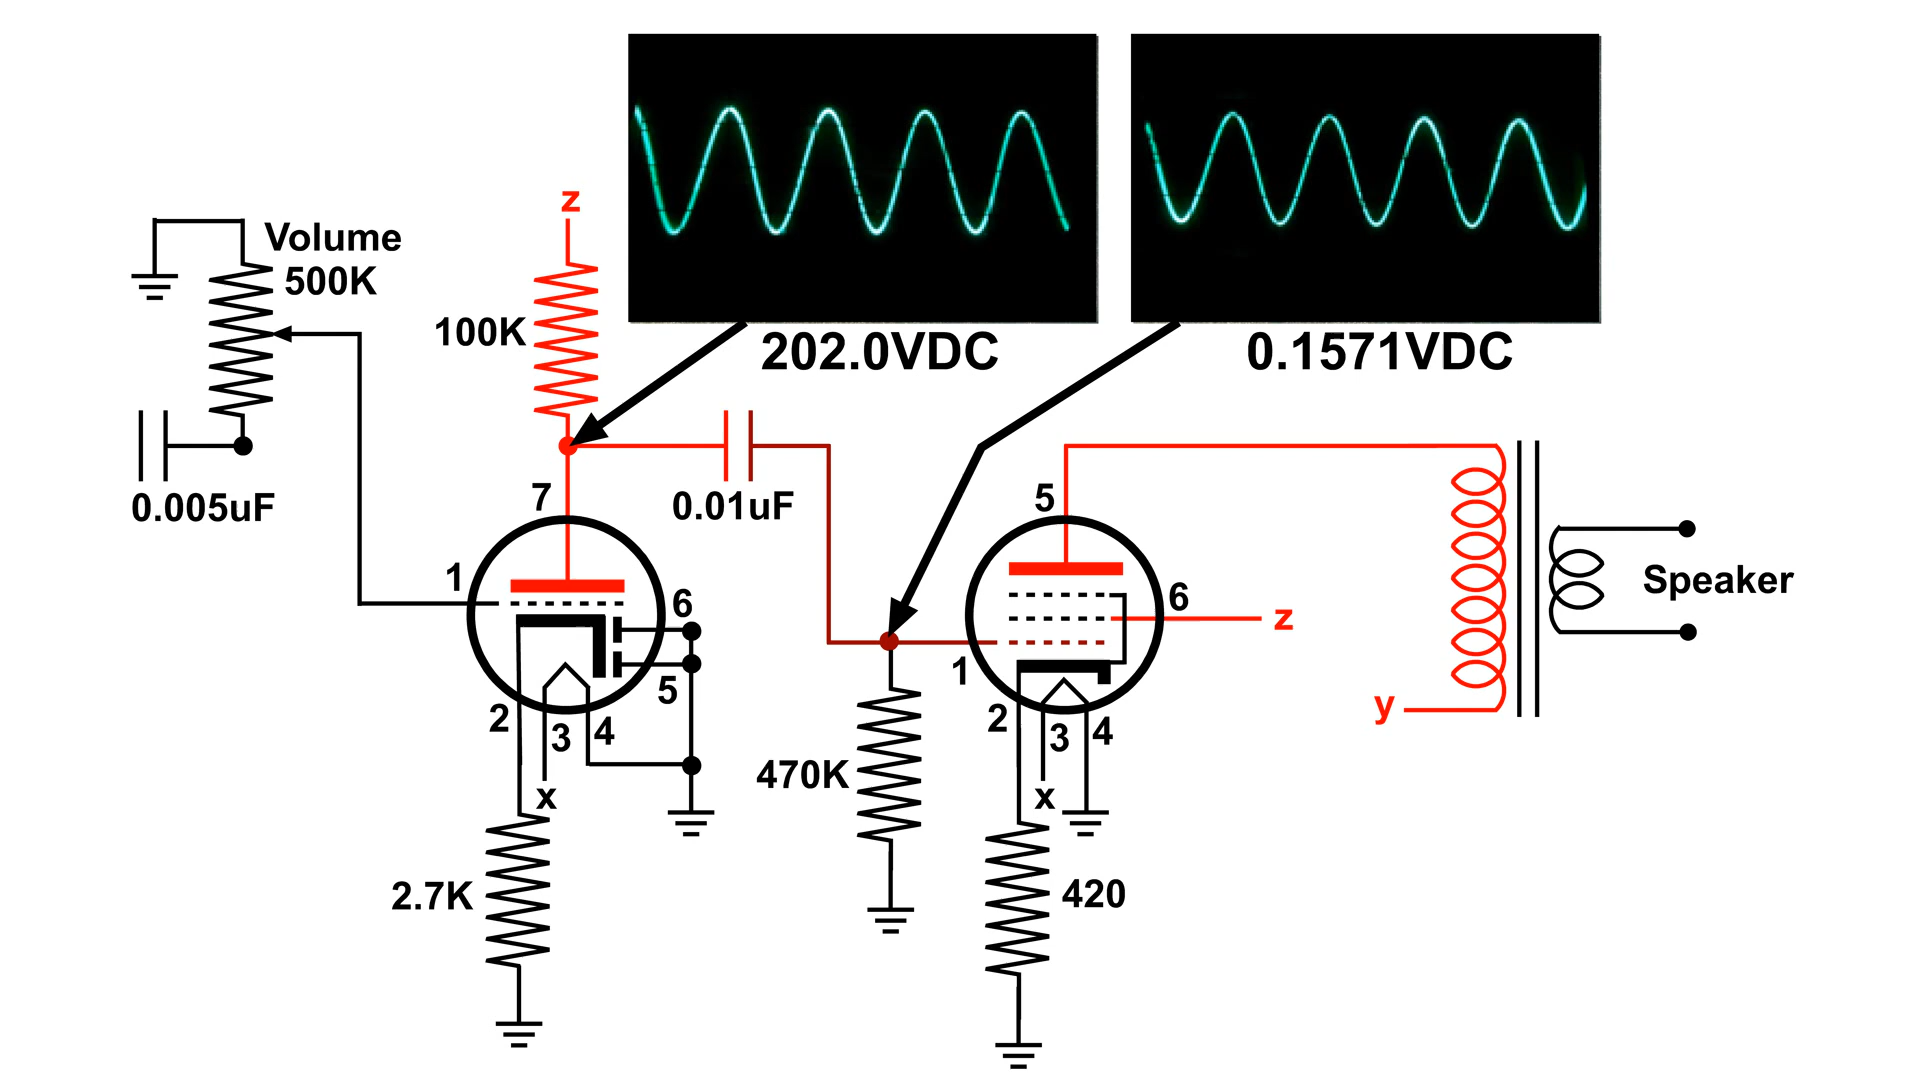 z
Volume
500K
100K
202.0VDC
0.1571VDC
0.005uF
7
0.01uF
5
1
6
5
2
3
4
x
2.7K
1
6
z
2
3
4
x
470K
420
y
Speaker